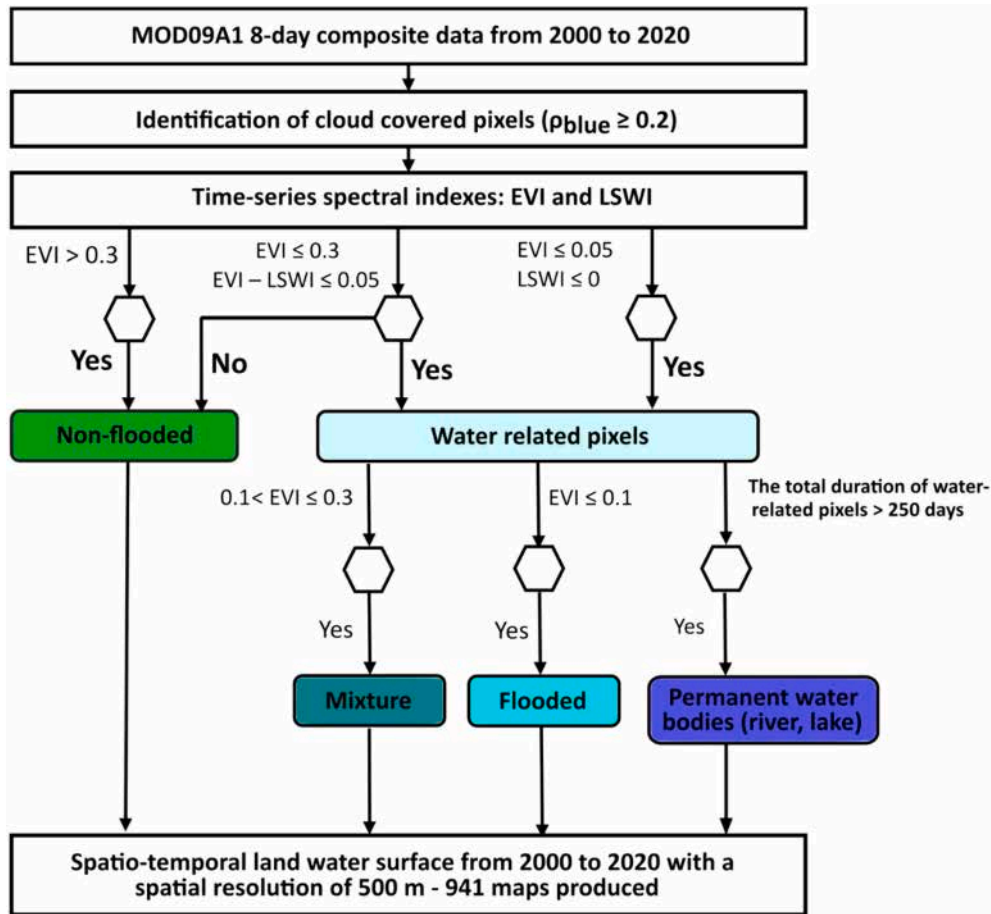 MOD09A1 8-day composite data from 2000 to 2020
Identification of cloud covered pixels (ρblue ≥ 0.2)
Time-series spectral indexes: EVI and LSWI
EVI > 0.3
EVI ≤ 0.3
EVI – LSWI ≤ 0.05
EVI ≤ 0.05
LSWI ≤ 0
Yes
No
Yes
Yes
Non-flooded
Water related pixels
0.1< EVI ≤ 0.3
EVI ≤ 0.1
The total duration of water-
related pixels > 250 days
Yes
Yes
Yes
Mixture
Flooded
Permanent water
bodies (river, lake)
Spatio-temporal land water surface from 2000 to 2020 with a
spatial resolution of 500 m - 941 maps produced